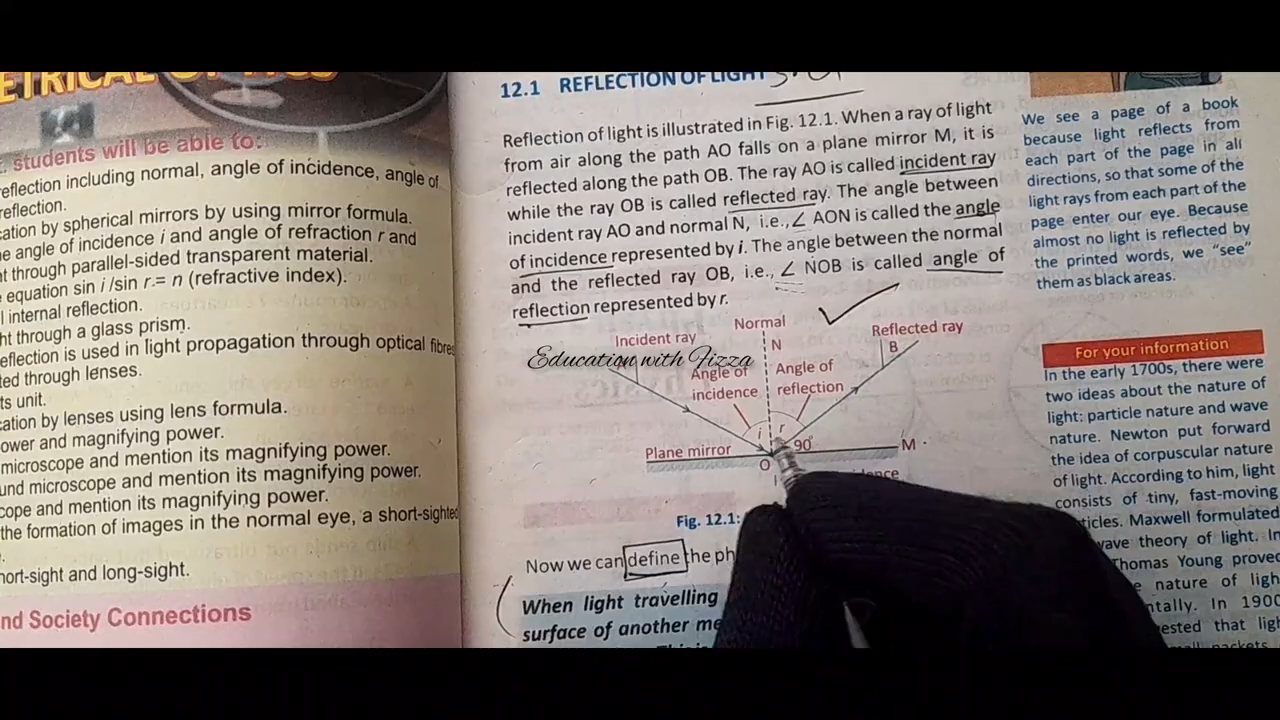 ETRICAL OPTICS
students will be able to:
eflection including normal, angle of incidence, angle of
reflection.
cation by spherical mirrors by using mirror formula.
e angle of incidence i and angle of refraction r and
t through parallel-sided transparent material.
equation sin i /sin r.= n (refractive index).
l internal reflection.
ht through a glass prism.
eflection is used in light propagation through optical fibres
ted through lenses.
ts unit.
cation by lenses using lens formula.
ower and magnifying power.
microscope and mention its magnifying power.
und microscope and mention its magnifying power.
cope and mention its magnifying power.
the formation of images in the normal eye, a short-sighted
e.
ort-sight and long-sight.
nd Society Connections
12.1 REFLECTION OF LIGHT
Reflection of light is illustrated in Fig. 12.1. When a ray of light
from air along the path AO falls on a plane mirror M, it is
reflected along the path OB. The ray AO is called incident ray
while the ray OB is called reflected ray. The angle between
incident ray AO and normal N, i.e., ∠ AON is called the angle
of incidence represented by i. The angle between the normal
and the reflected ray OB, i.e., ∠ NOB is called angle of
reflection represented by r.
Normal
N
Incident ray
Reflected ray
B
Education with Fizza
Angle of
incidence
Angle of
reflection
i r
90°
Plane mirror
M
O
Fig. 12.1:
Now we can define the ph
When light travelling
surface of another me
We see a page of a book
because light reflects from
each part of the page in all
directions, so that some of the
light rays from each part of the
page enter our eye. Because
almost no light is reflected by
the printed words, we "see"
them as black areas.
For your information
In the early 1700s, there were
two ideas about the nature of
light: particle nature and wave
nature. Newton put forward
the idea of corpuscular nature
of light. According to him, light
consists of tiny, fast-moving
ticles. Maxwell formulated
wave theory of light. In
Thomas Young proved
e nature of ligh
ntally. In 1900
ested that ligh